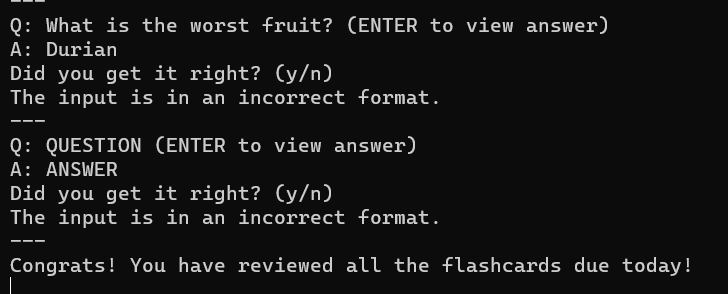 ---
Q: What is the worst fruit? (ENTER to view answer)
A: Durian
Did you get it right? (y/n)
The input is in an incorrect format.
---
Q: QUESTION (ENTER to view answer)
A: ANSWER
Did you get it right? (y/n)
The input is in an incorrect format.
---
Congrats! You have reviewed all the flashcards due today!